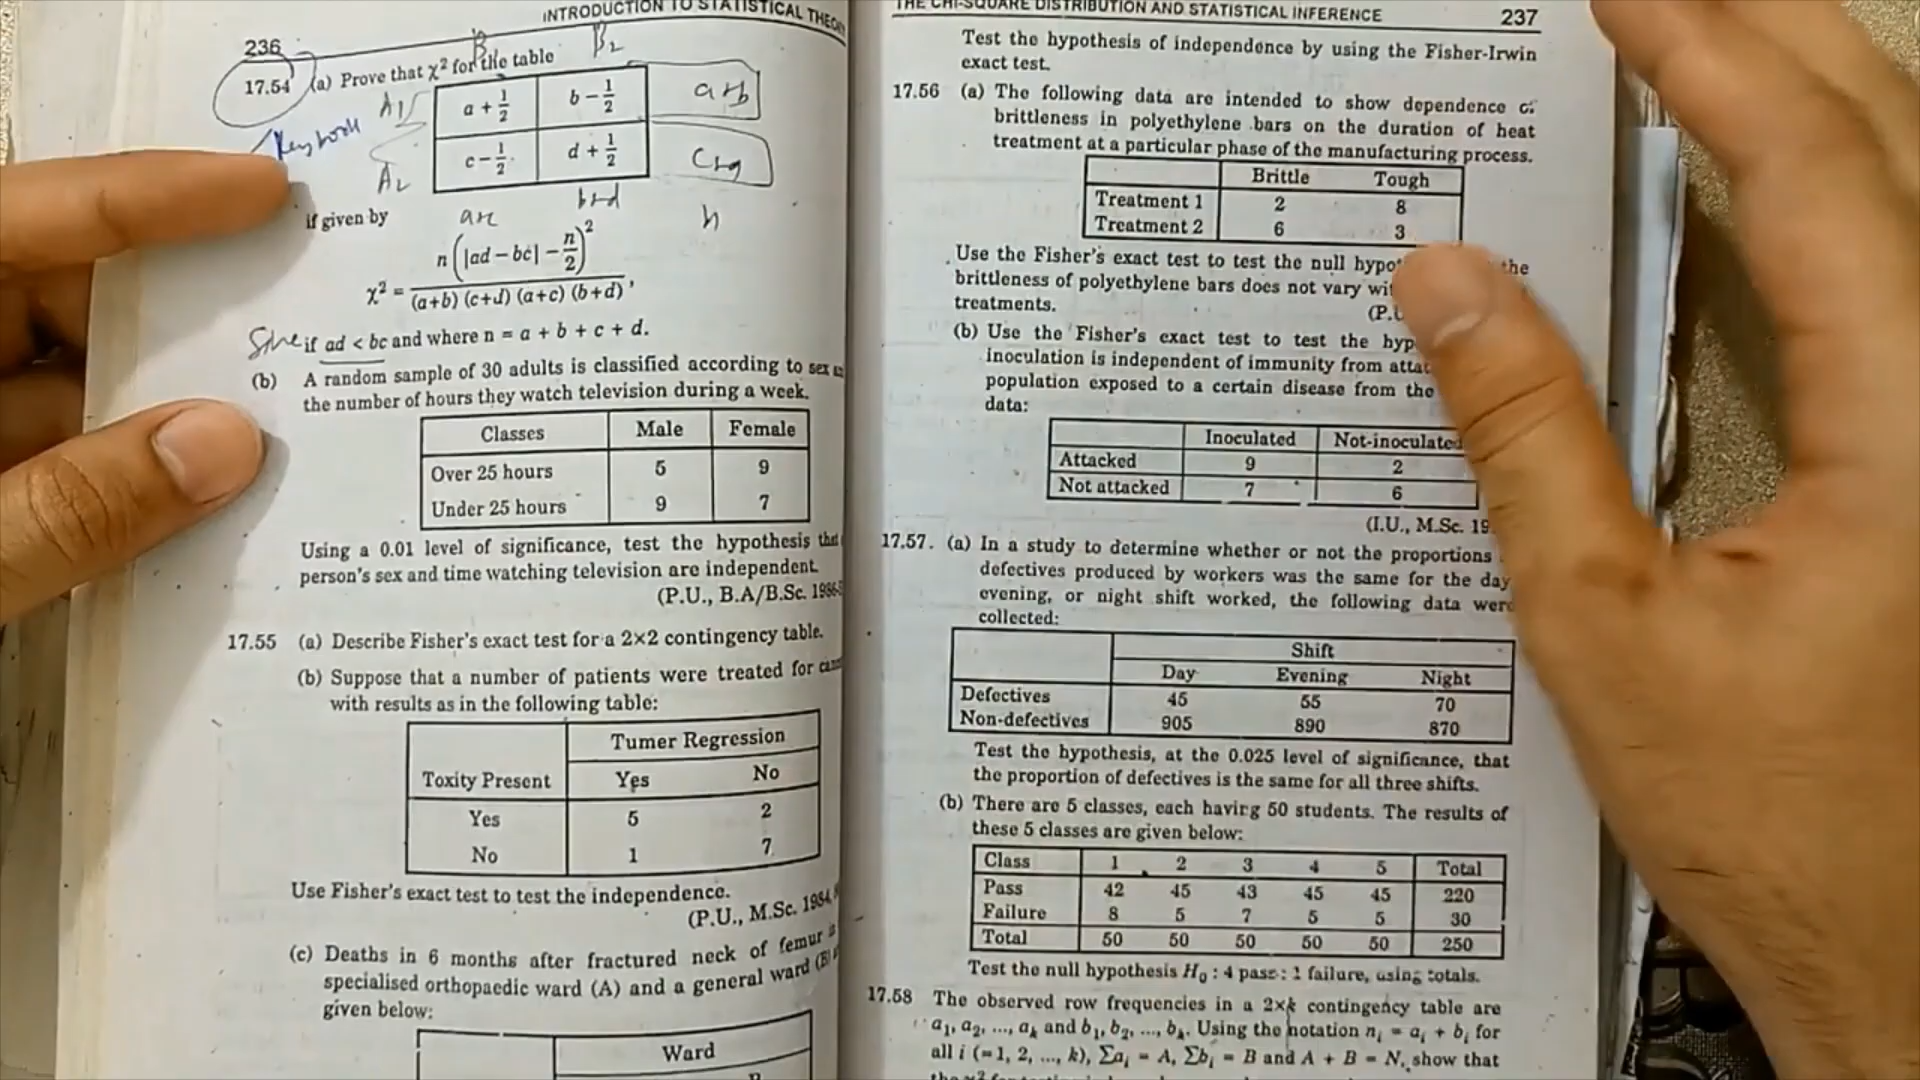 INTRODUCTION TO STATISTICAL THEORY
236
17.54 (a) Prove that χ² for the table
B B₂
A₁ a + 1/2 b − 1/2 a+b
Keybook
A₂ c − 1/2 d + 1/2
a+c b+d n
if given by
χ² = n(|ad − bc| − n/2)² / (a+b) (c+d) (a+c) (b+d) ,
if ad < bc and where n = a + b + c + d.
(b) A random sample of 30 adults is classified according to sex
the number of hours they watch television during a week.
Classes Male Female
Over 25 hours 5 9
Under 25 hours 9 7
Using a 0.01 level of significance, test the hypothesis that
person's sex and time watching television are independent.
(P.U., B.A/B.Sc. 1986
17.55 (a) Describe Fisher's exact test for a 2×2 contingency table.
(b) Suppose that a number of patients were treated for
with results as in the following table:
Tumer Regression
Toxity Present Yes No
Yes 5 2
No 1 7
Use Fisher's exact test to test the independence.
(P.U., M.Sc. 1984
(c) Deaths in 6 months after fractured neck of femur
specialised orthopaedic ward (A) and a general ward
given below:
Ward
THE CHI-SQUARE DISTRIBUTION AND STATISTICAL INFERENCE 237
Test the hypothesis of independence by using the Fisher-Irwin
exact test.
17.56 (a) The following data are intended to show dependence of
brittleness in polyethylene bars on the duration of heat
treatment at a particular phase of the manufacturing process.
Brittle Tough
Treatment 1 2 8
Treatment 2 6 3
Use the Fisher's exact test to test the null the
brittleness of polyethylene bars does not vary
treatments.
(b) Use the Fisher's exact test to test the
inoculation is independent of immunity from
population exposed to a certain disease from the
data:
Inoculated Not-inoculated
Attacked 9 2
Not attacked 7 6
(I.U., M.Sc. 19
17.57. (a) In a study to determine whether or not the proportions
defectives produced by workers was the same for the day
evening, or night shift worked, the following data were
collected:
Shift
Day Evening Night
Defectives 45 55 70
Non-defectives 905 890 870
Test the hypothesis, at the 0.025 level of significance, that
the proportion of defectives is the same for all three shifts.
(b) There are 5 classes, each having 50 students. The results of
these 5 classes are given below:
Class 1 2 3 4 5 Total
Pass 42 45 43 45 45 220
Failure 8 5 7 5 5 30
Total 50 50 50 50 50 250
Test the null hypothesis H₀ : 4 pass : 1 failure, using totals.
17.58 The observed row frequencies in a 2×k contingency table are
a₁, a₂, ..., aₖ and b₁, b₂, ..., bₖ. Using the notation nᵢ = aᵢ + bᵢ for
all i (=1, 2, ..., k), Σaᵢ = A, Σbᵢ = B and A + B = N, show that